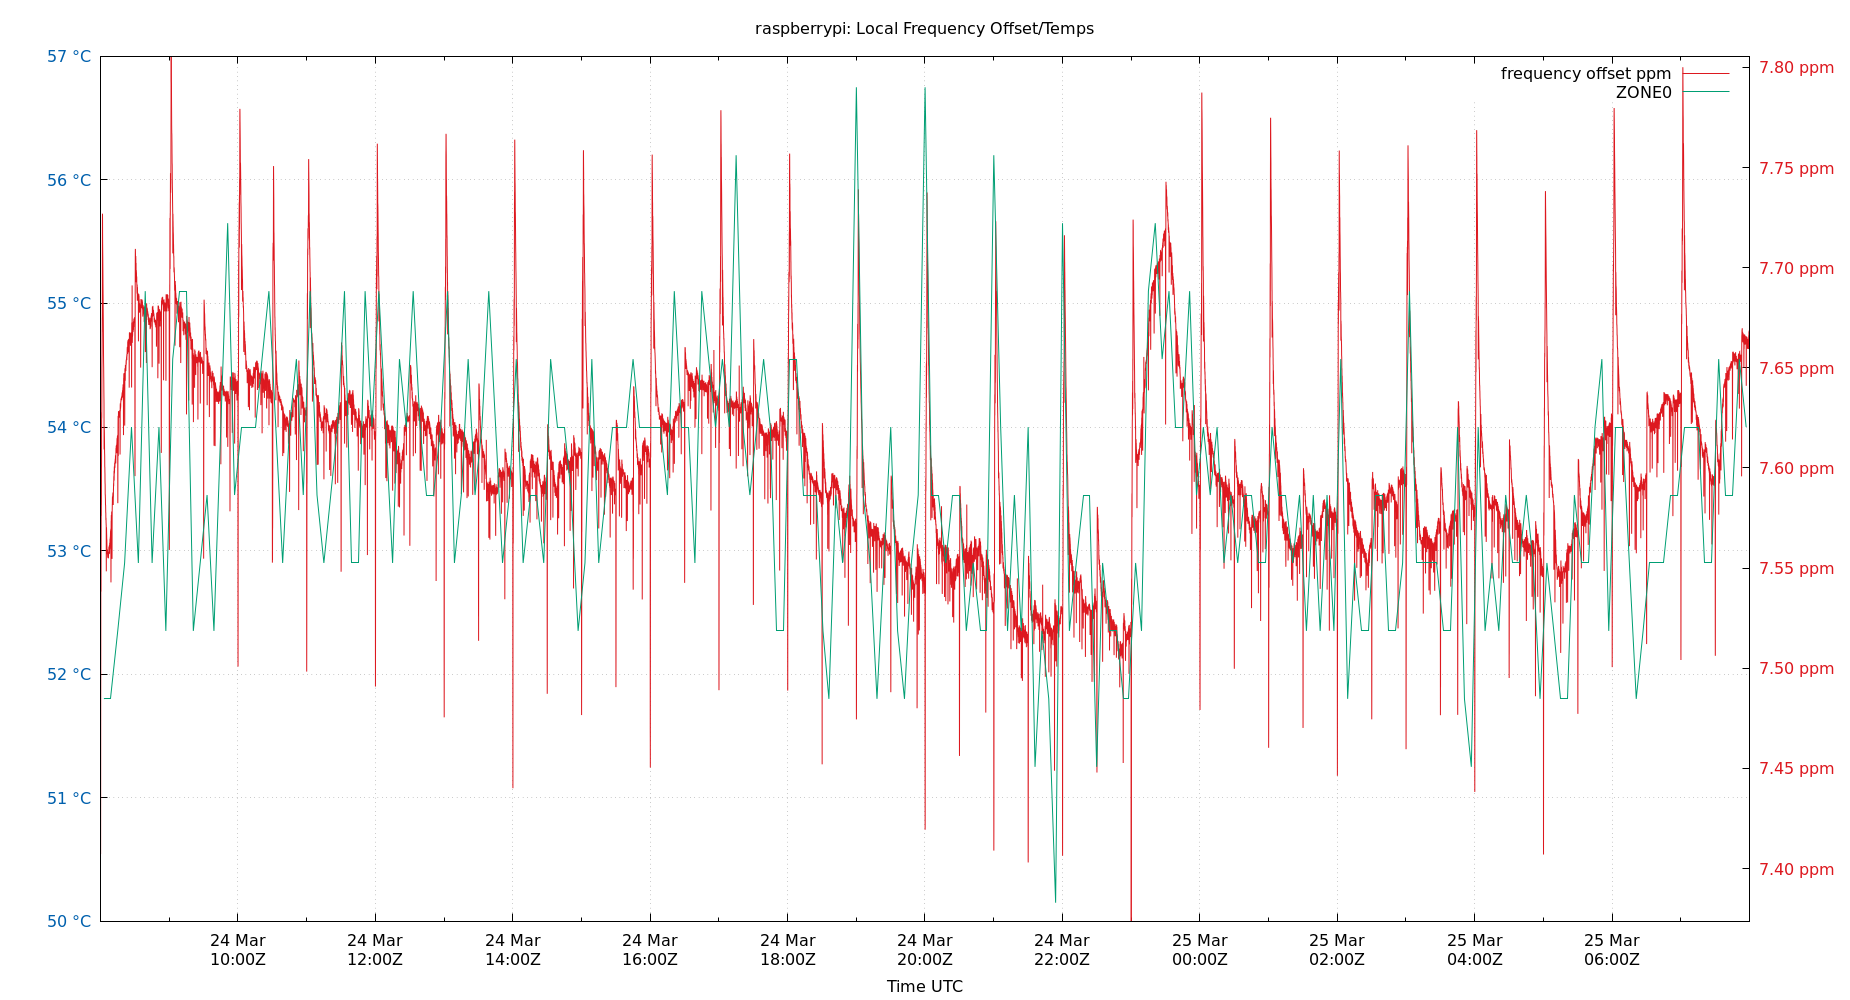 raspberrypi: Local Frequency Offset/Temps
57 °C
56 °C
55 °C
54 °C
53 °C
52 °C
51 °C
50 °C
frequency offset ppm
ZONE0
7.80 ppm
7.75 ppm
7.70 ppm
7.65 ppm
7.60 ppm
7.55 ppm
7.50 ppm
7.45 ppm
7.40 ppm
24 Mar
10:00Z
24 Mar
12:00Z
24 Mar
14:00Z
24 Mar
16:00Z
24 Mar
18:00Z
24 Mar
20:00Z
24 Mar
22:00Z
25 Mar
00:00Z
25 Mar
02:00Z
25 Mar
04:00Z
25 Mar
06:00Z
Time UTC